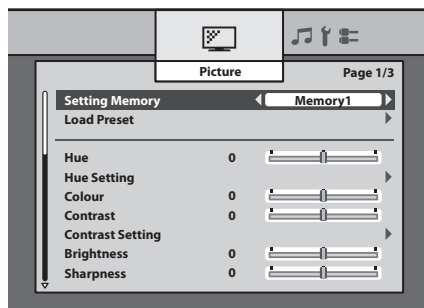 Picture
Page 1/3
Setting Memory Memory1
Load Preset
Hue 0
Hue Setting
Colour 0
Contrast 0
Contrast Setting
Brightness 0
Sharpness 0